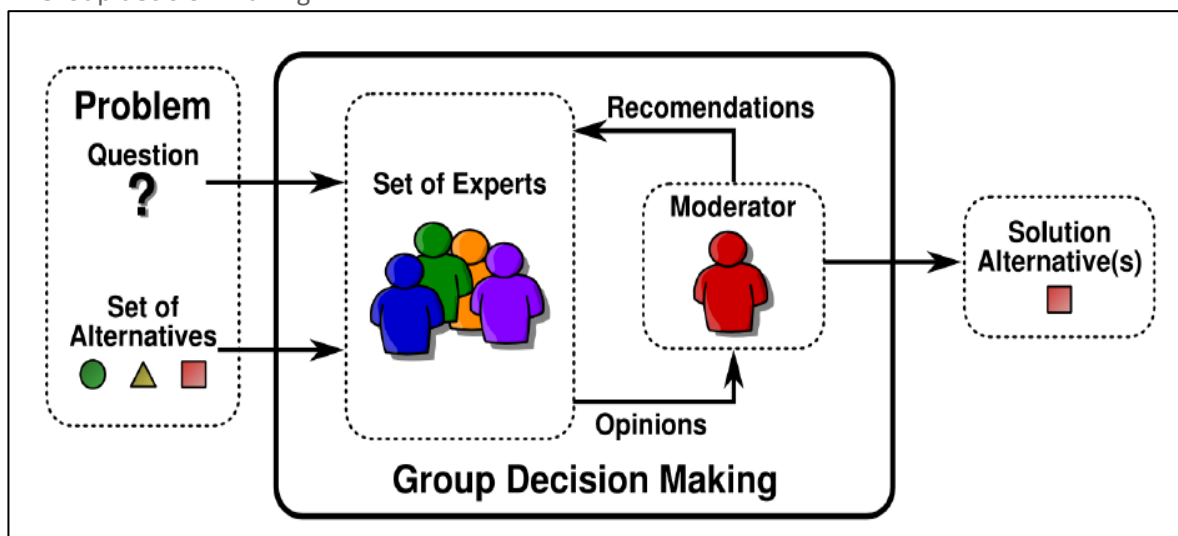 Problem
Question
?
Set of
Alternatives
Set of Experts
Recomendations
Moderator
Opinions
Group Decision Making
Solution
Alternative(s)